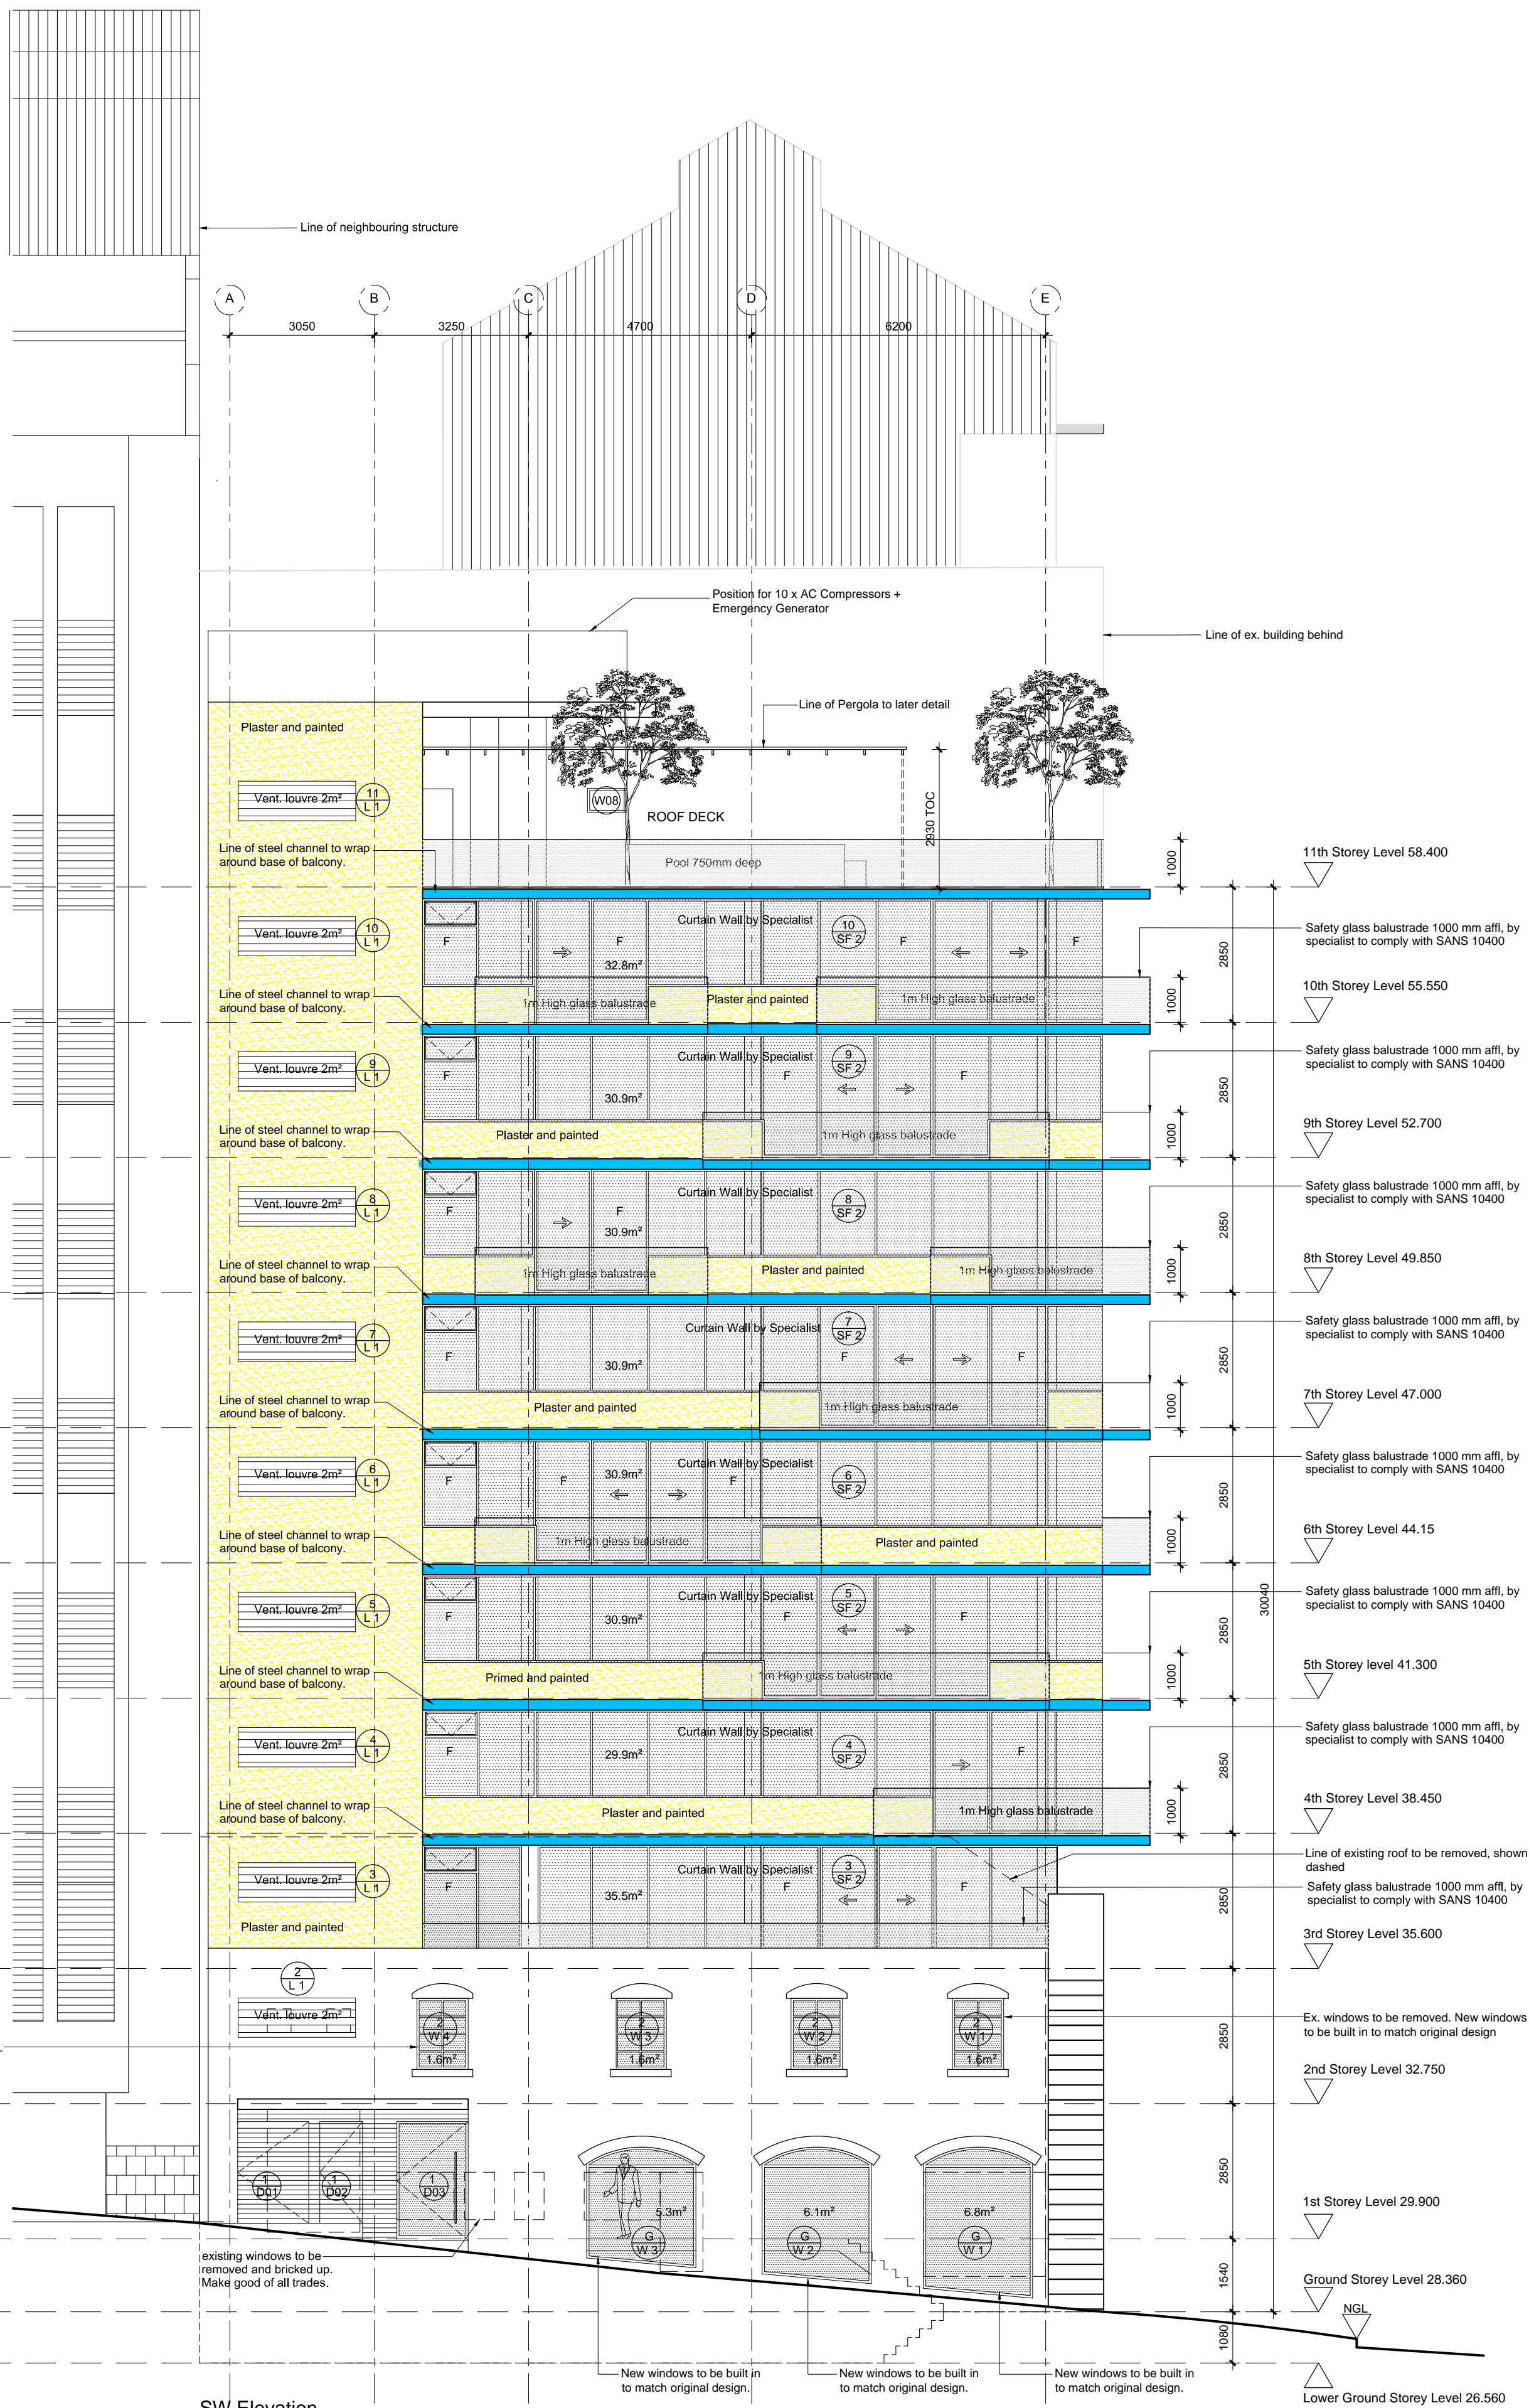 Line of neighbouring structure
A
B
C
D
E
3050
3250
4700
6200
Position for 10 x AC Compressors +
Emergency Generator
Line of ex. building behind
Plaster and painted
Line of Pergola to later detail
Vent. louvre 2m²
11
L 1
W08
ROOF DECK
2930 TOC
Line of steel channel to wrap
around base of balcony.
Pool 750mm deep
1000
11th Storey Level 58.400
Vent. louvre 2m²
10
L 1
F
Curtain Wall by Specialist
F
32.8m²
10
SF 2
F
F
2850
Safety glass balustrade 1000 mm affl, by
specialist to comply with SANS 10400
Line of steel channel to wrap
around base of balcony.
1m High glass balustrade
Plaster and painted
1m High glass balustrade
1000
10th Storey Level 55.550
Vent. louvre 2m²
9
L 1
F
Curtain Wall by Specialist
30.9m²
F
9
SF 2
F
2850
Safety glass balustrade 1000 mm affl, by
specialist to comply with SANS 10400
Line of steel channel to wrap
around base of balcony.
Plaster and painted
1m High glass balustrade
1000
9th Storey Level 52.700
Vent. louvre 2m²
8
L 1
F
Curtain Wall by Specialist
F
30.9m²
8
SF 2
2850
Safety glass balustrade 1000 mm affl, by
specialist to comply with SANS 10400
Line of steel channel to wrap
around base of balcony.
1m High glass balustrade
Plaster and painted
1m High glass balustrade
1000
8th Storey Level 49.850
Vent. louvre 2m²
7
L 1
F
Curtain Wall by Specialist
30.9m²
7
SF 2
F
F
2850
Safety glass balustrade 1000 mm affl, by
specialist to comply with SANS 10400
Line of steel channel to wrap
around base of balcony.
Plaster and painted
1m High glass balustrade
1000
7th Storey Level 47.000
Vent. louvre 2m²
6
L 1
F
F
30.9m²
Curtain Wall by Specialist
F
6
SF 2
2850
Safety glass balustrade 1000 mm affl, by
specialist to comply with SANS 10400
Line of steel channel to wrap
around base of balcony.
1m High glass balustrade
Plaster and painted
1000
6th Storey Level 44.15
30040
Vent. louvre 2m²
5
L 1
F
Curtain Wall by Specialist
30.9m²
F
5
SF 2
F
2850
Safety glass balustrade 1000 mm affl, by
specialist to comply with SANS 10400
Line of steel channel to wrap
around base of balcony.
Primed and painted
1m High glass balustrade
1000
5th Storey level 41.300
Vent. louvre 2m²
4
L 1
F
Curtain Wall by Specialist
29.9m²
4
SF 2
F
2850
Safety glass balustrade 1000 mm affl, by
specialist to comply with SANS 10400
Line of steel channel to wrap
around base of balcony.
Plaster and painted
1m High glass balustrade
1000
4th Storey Level 38.450
Line of existing roof to be removed, shown
dashed
Vent. louvre 2m²
3
L 1
F
Curtain Wall by Specialist
35.5m²
F
3
SF 2
F
2850
Safety glass balustrade 1000 mm affl, by
specialist to comply with SANS 10400
Plaster and painted
3rd Storey Level 35.600
2
L 1
Vent. louvre 2m²
2
W 4
1.6m²
2
W 3
1.6m²
2
W 2
1.6m²
2
W 1
1.6m²
2850
Ex. windows to be removed. New windows
to be built in to match original design
2nd Storey Level 32.750
1
D01
1
D02
1
D03
5.3m²
G
W 3
6.1m²
G
W 2
6.8m²
G
W 1
2850
1st Storey Level 29.900
existing windows to be
removed and bricked up.
Make good of all trades.
1540
Ground Storey Level 28.360
NGL
1080
New windows to be built in
to match original design.
New windows to be built in
to match original design.
New windows to be built in
to match original design.
Lower Ground Storey Level 26.560
SW Elevation